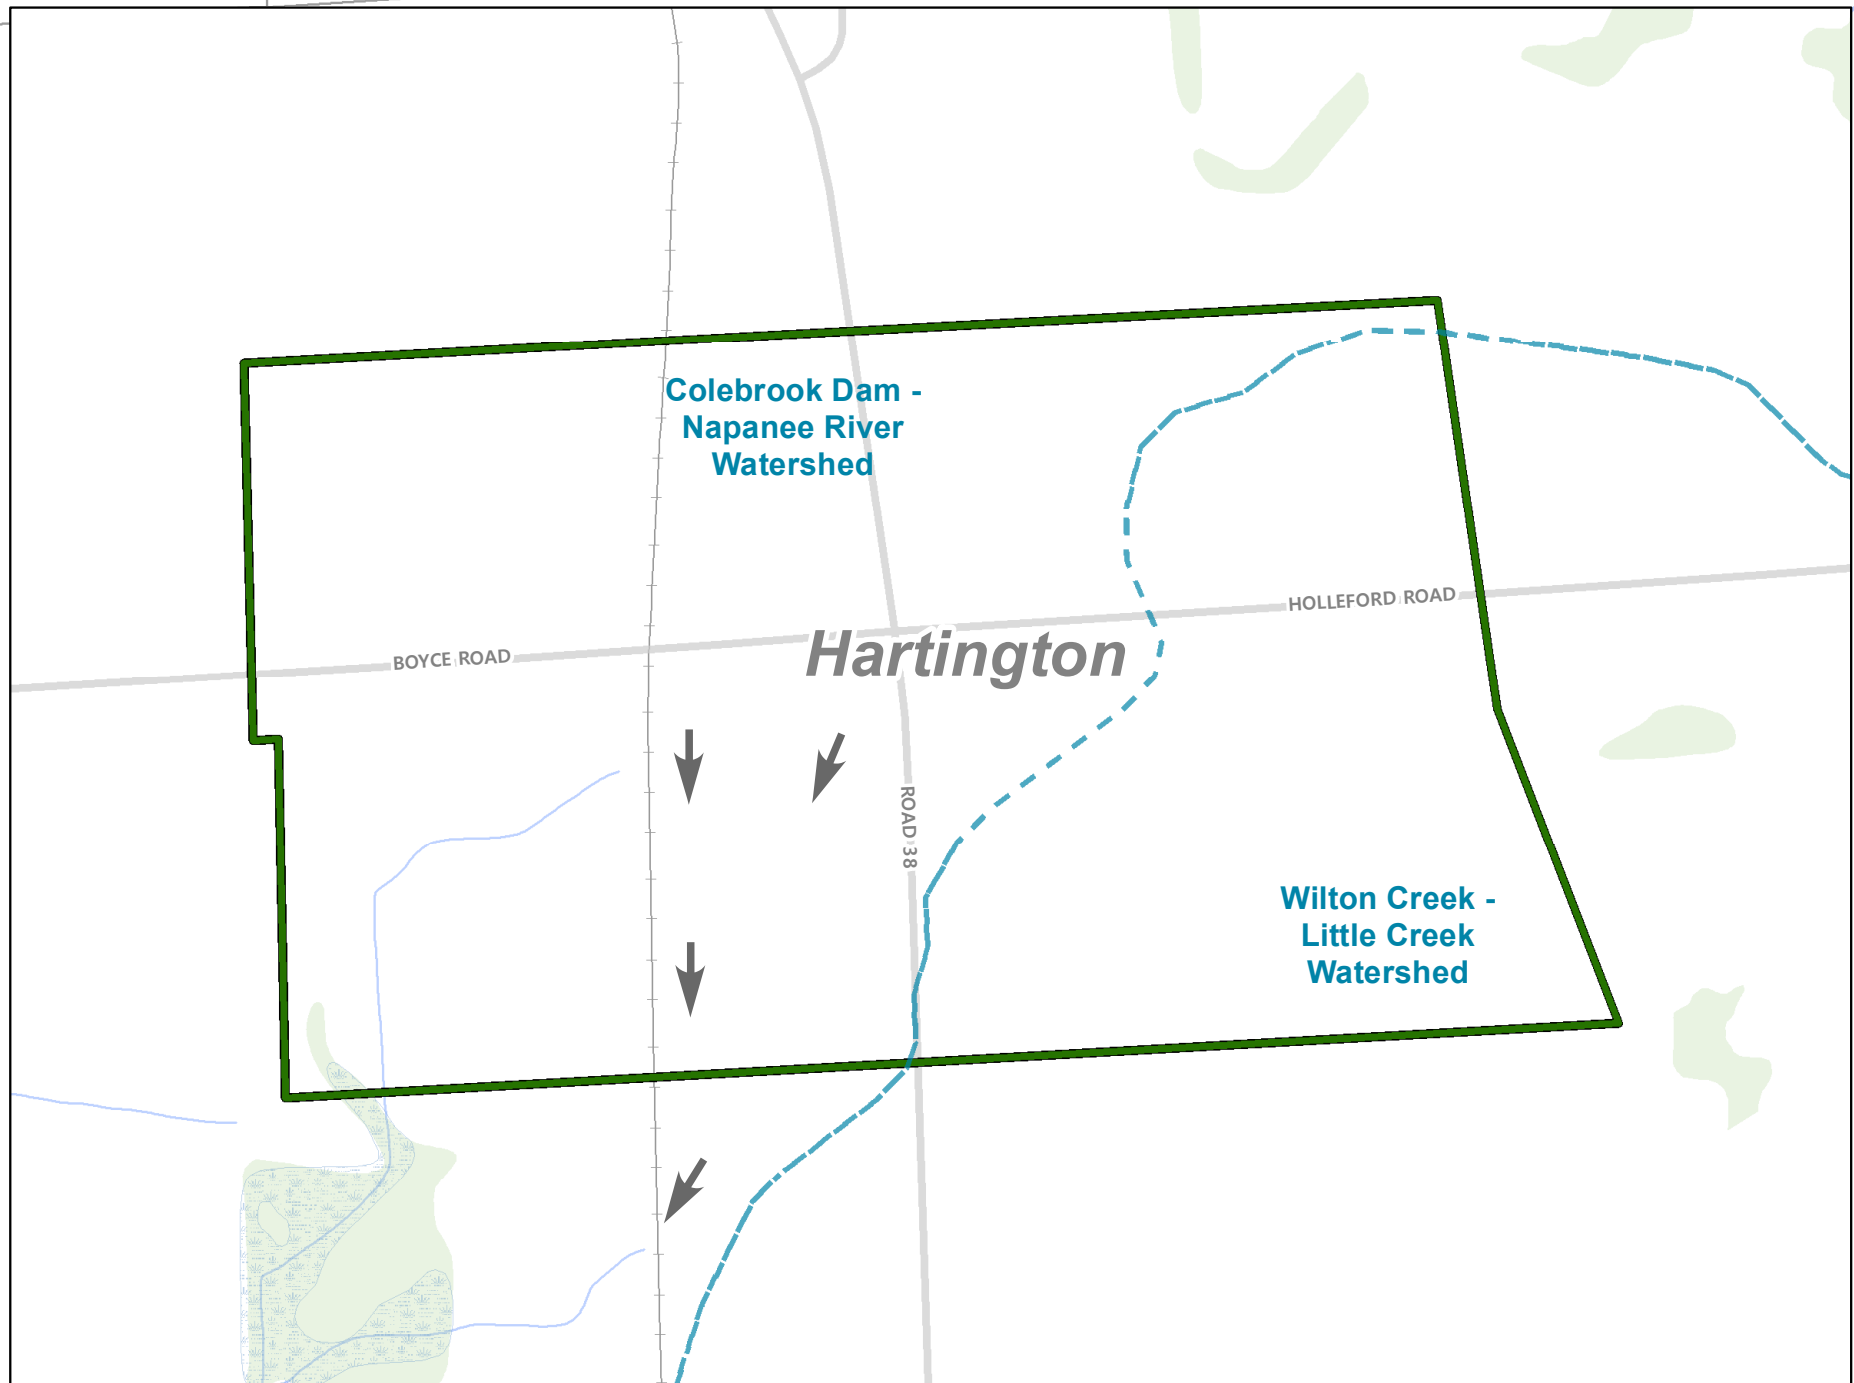 Colebrook Dam -
Napanee River
Watershed
HOLLEFORD ROAD
BOYCE ROAD
Hartington
ROAD 38
Wilton Creek -
Little Creek
Watershed